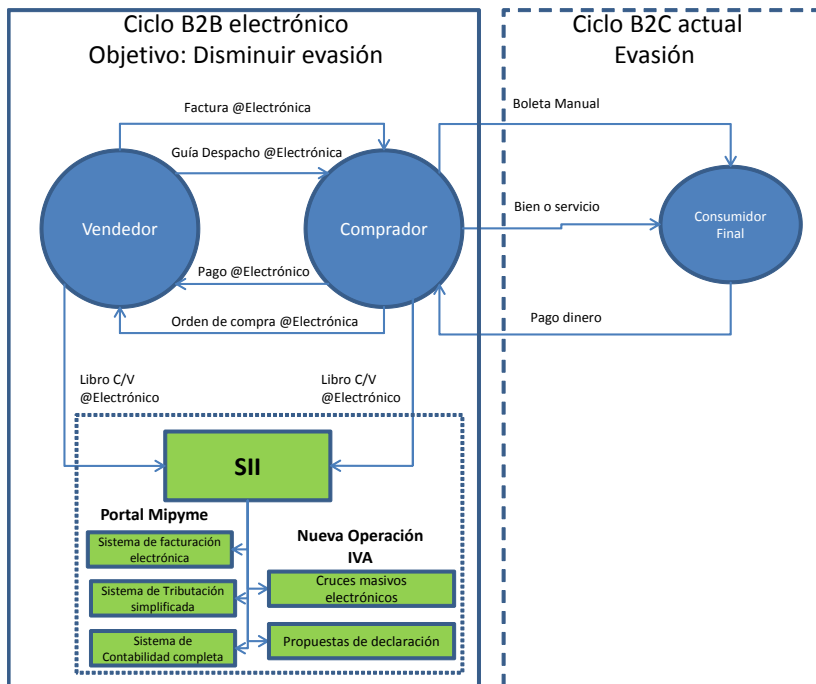 Ciclo B2B electrónico
Objetivo: Disminuir evasión
Ciclo B2C actual
Evasión
Factura @Electrónica
Boleta Manual
Guía Despacho @Electrónica
Vendedor
Comprador
Bien o servicio
Consumidor
Final
Pago @Electrónico
Orden de compra @Electrónica
Pago dinero
Libro C/V
@Electrónico
Libro C/V
@Electrónico
SII
Portal Mipyme
Sistema de facturación
electrónica
Sistema de Tributación
simplificada
Sistema de
Contabilidad completa
Nueva Operación
IVA
Cruces masivos
electrónicos
Propuestas de declaración